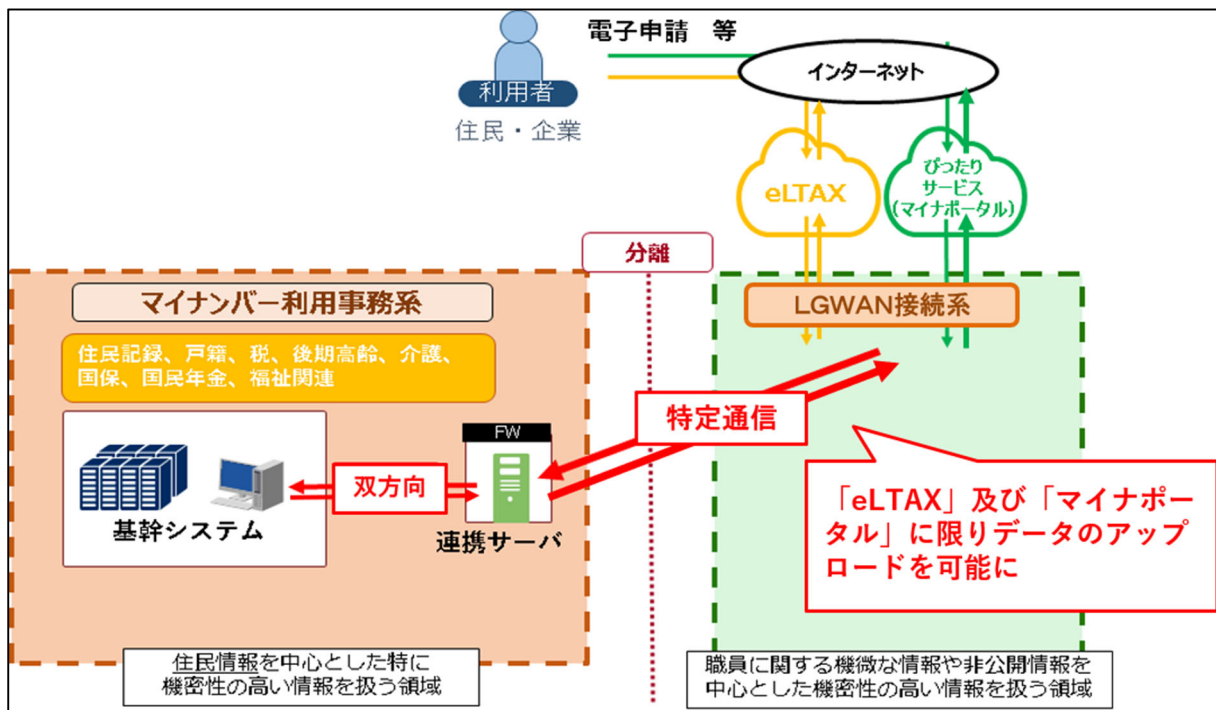 電子申請　等
インターネット
利用者
住民・企業
eLTAX
ぴったり
サービス
(マイナポータル)
分離
マイナンバー利用事務系
LGWAN接続系
住民記録、戸籍、税、後期高齢、介護、
国保、国民年金、福祉関連
特定通信
FW
双方向
基幹システム
連携サーバ
「eLTAX」及び「マイナポー
タル」に限りデータのアップ
ロードを可能に
住民情報を中心とした特に
機密性の高い情報を扱う領域
職員に関する機微な情報や非公開情報を
中心とした機密性の高い情報を扱う領域